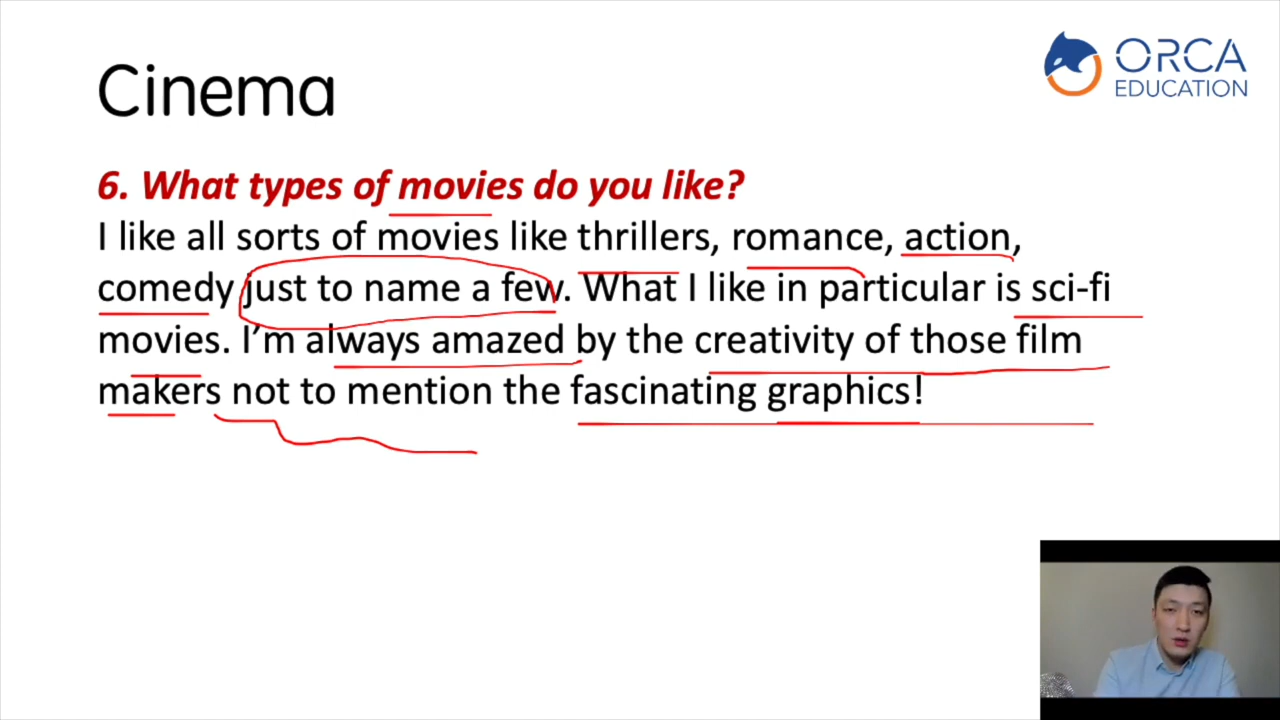 Cinema
ORCA
EDUCATION
6. What types of movies do you like?
I like all sorts of movies like thrillers, romance, action,
comedy just to name a few. What I like in particular is sci-fi
movies. I’m always amazed by the creativity of those film
makers not to mention the fascinating graphics!